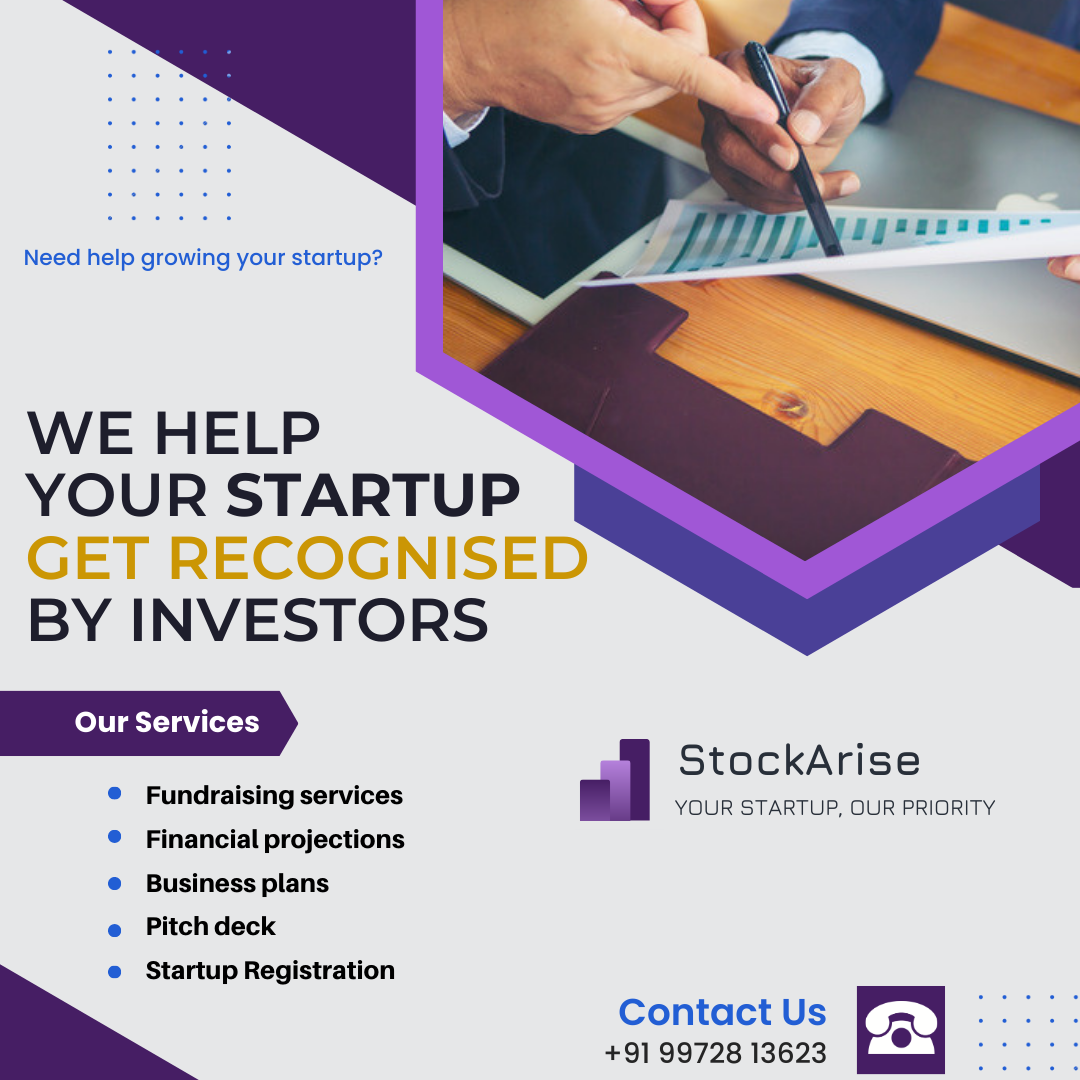 Need help growing your startup?
WE HELP
YOUR STARTUP
GET RECOGNISED
BY INVESTORS
Our Services
Fundraising services
Financial projections
Business plans
Pitch deck
Startup Registration
StockArise
YOUR STARTUP, OUR PRIORITY
Contact Us
+91 99728 13623